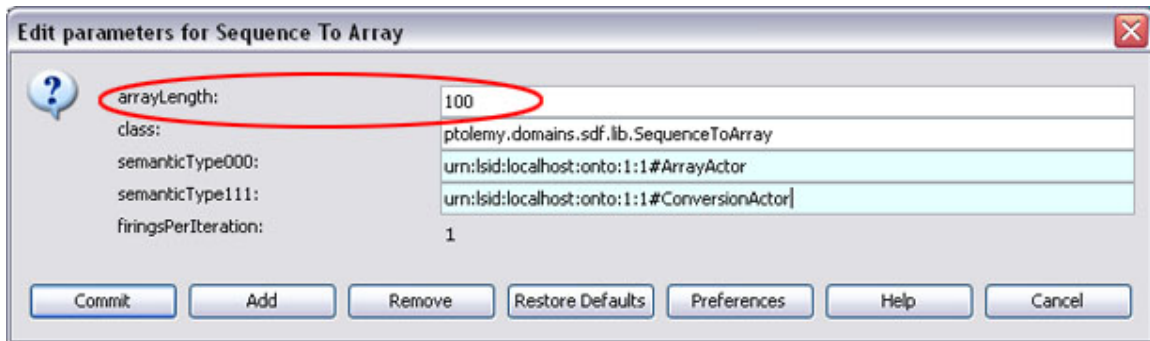 Edit parameters for Sequence To Array
arrayLength: 100
class: ptolemy.domains.sdf.lib.SequenceToArray
semanticType000: urn:lsid:localhost:onto:1:1#ArrayActor
semanticType111: urn:lsid:localhost:onto:1:1#ConversionActor
firingsPerIteration: 1
Commit Add Remove Restore Defaults Preferences Help Cancel